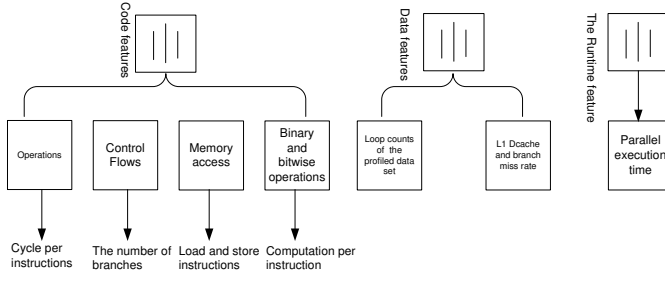 Code features
Data features
The Runtime feature
Operations
Control
Flows
Memory
access
Binary
and
bitwise
operations
Loop counts
of the
profiled data
set
L1 Dcache
and branch
miss rate
Parallel
execution
time
Cycle per
instructions
The number of
branches
Load and store
instructions
Computation per
instruction